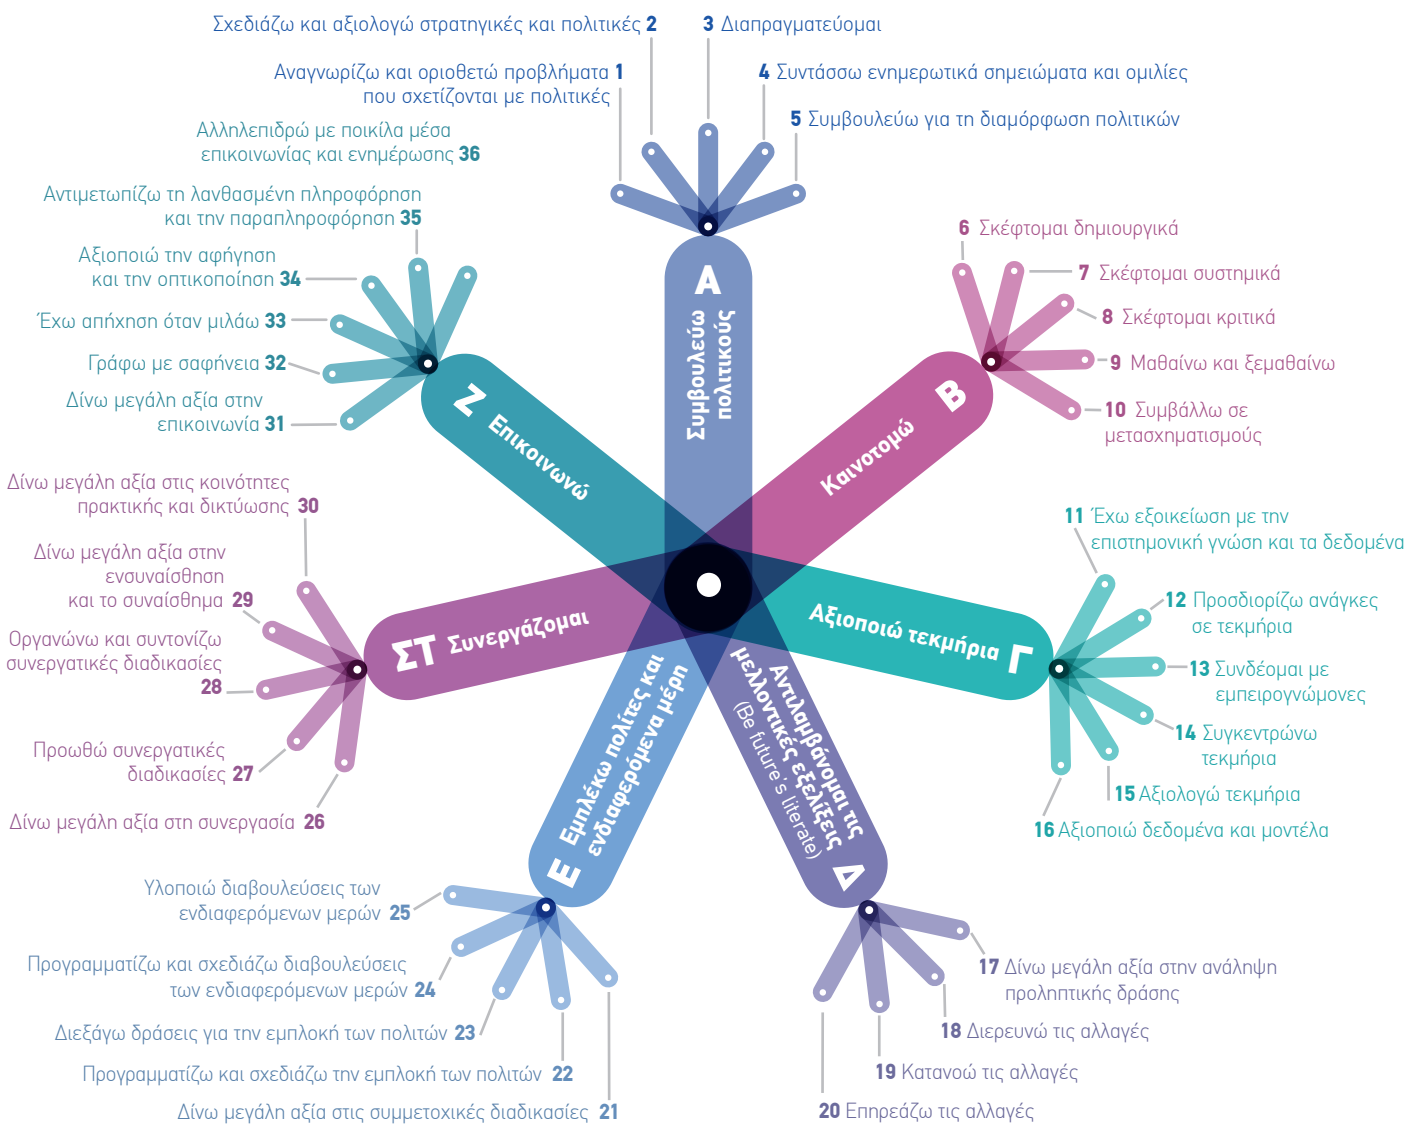 Σχεδιάζω και αξιολογώ στρατηγικές και πολιτικές 2
3 Διαπραγματεύομαι
Αναγνωρίζω και οριοθετώ προβλήματα 1
που σχετίζονται με πολιτικές
4 Συντάσσω ενημερωτικά σημειώματα και ομιλίες
5 Συμβουλεύω για τη διαμόρφωση πολιτικών
Αλληλεπιδρώ με ποικίλα μέσα
επικοινωνίας και ενημέρωσης 36
Αντιμετωπίζω τη λανθασμένη πληροφόρηση
και την παραπληροφόρηση 35
Αξιοποιώ την αφήγηση
και την οπτικοποίηση 34
Έχω απήχηση όταν μιλάω 33
Γράφω με σαφήνεια 32
Δίνω μεγάλη αξία στην
επικοινωνία 31
Α
Συμβουλεύω
πολιτικούς
6 Σκέφτομαι δημιουργικά
7 Σκέφτομαι συστημικά
8 Σκέφτομαι κριτικά
9 Μαθαίνω και ξεμαθαίνω
10 Συμβάλλω σε
μετασχηματισμούς
Β
Καινοτομώ
Ζ Επικοινωνώ
Δίνω μεγάλη αξία στις κοινότητες
πρακτικής και δικτύωσης 30
Δίνω μεγάλη αξία στην
ενσυναίσθηση
και το συναίσθημα 29
Οργανώνω και συντονίζω
συνεργατικές διαδικασίες
28
Προωθώ συνεργατικές
διαδικασίες 27
Δίνω μεγάλη αξία στη συνεργασία 26
ΣΤ Συνεργάζομαι
Αξιοποιώ τεκμήρια Γ
11 Έχω εξοικείωση με την
επιστημονική γνώση και τα δεδομένα
12 Προσδιορίζω ανάγκες
σε τεκμήρια
13 Συνδέομαι με
εμπειρογνώμονες
14 Συγκεντρώνω
τεκμήρια
15 Αξιολογώ τεκμήρια
16 Αξιοποιώ δεδομένα και μοντέλα
Ε Εμπλέκω πολίτες και
ενδιαφερόμενα μέρη
Αντιλαμβάνομαι τις
μελλοντικές εξελίξεις
(Be future's literate)
Δ
Υλοποιώ διαβουλεύσεις των
ενδιαφερόμενων μερών 25
Προγραμματίζω και σχεδιάζω διαβουλεύσεις
των ενδιαφερόμενων μερών 24
Διεξάγω δράσεις για την εμπλοκή των πολιτών 23
Προγραμματίζω και σχεδιάζω την εμπλοκή των πολιτών 22
Δίνω μεγάλη αξία στις συμμετοχικές διαδικασίες 21
17 Δίνω μεγάλη αξία στην ανάληψη
προληπτικής δράσης
18 Διερευνώ τις αλλαγές
19 Κατανοώ τις αλλαγές
20 Επηρεάζω τις αλλαγές